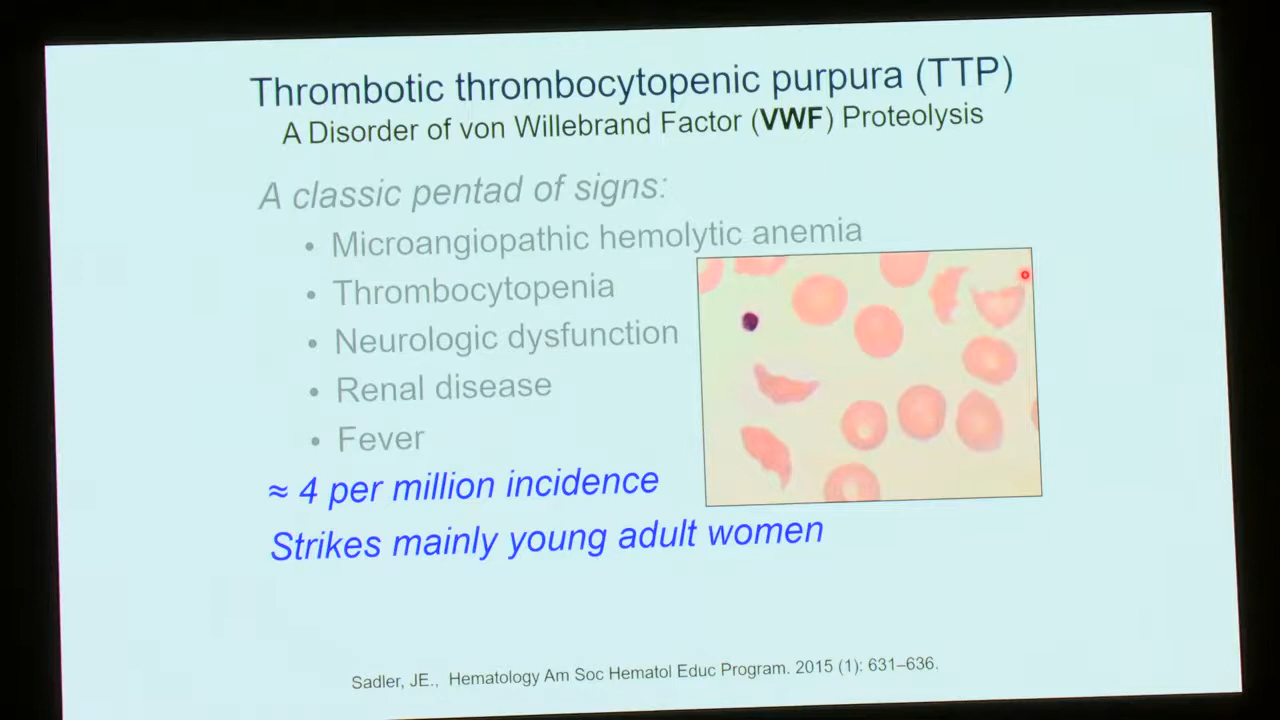 Thrombotic thrombocytopenic purpura (TTP)
A Disorder of von Willebrand Factor (VWF) Proteolysis
A classic pentad of signs:
• Microangiopathic hemolytic anemia
• Thrombocytopenia
• Neurologic dysfunction
• Renal disease
• Fever
≈ 4 per million incidence
Strikes mainly young adult women
Sadler, JE., Hematology Am Soc Hematol Educ Program. 2015 (1): 631–636.